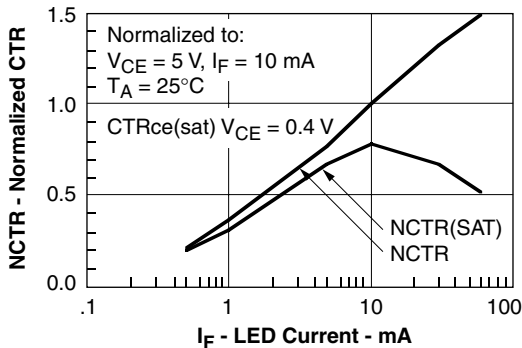 NCTR - Normalized CTR
1.5
1.0
0.5
0.0
Normalized to:
V_CE = 5 V, I_F = 10 mA
T_A = 25°C
CTRce(sat) V_CE = 0.4 V
NCTR(SAT)
NCTR
.1
1
10
100
I_F - LED Current - mA